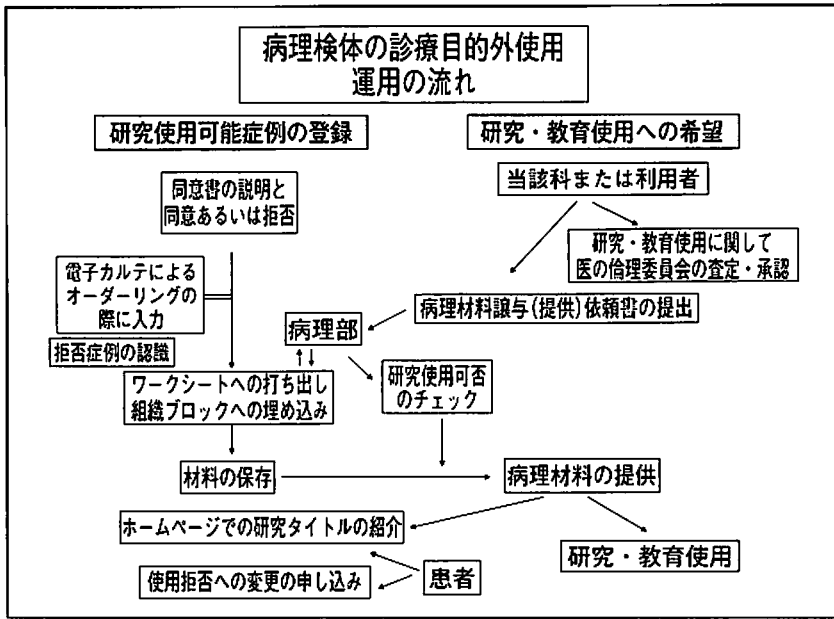 病理検体の診療目的外使用
運用の流れ
研究使用可能症例の登録
研究・教育使用への希望
同意書の説明と
同意あるいは拒否
当該科または利用者
研究・教育使用に関して
医の倫理委員会の査定・承認
電子カルテによる
オーダーリングの
際に入力
病理材料譲与(提供)依頼書の提出
病理部
拒否症例の認識
ワークシートへの打ち出し
組織ブロックへの埋め込み
研究使用可否
のチェック
材料の保存
病理材料の提供
ホームページでの研究タイトルの紹介
研究・教育使用
使用拒否への変更の申し込み
患者